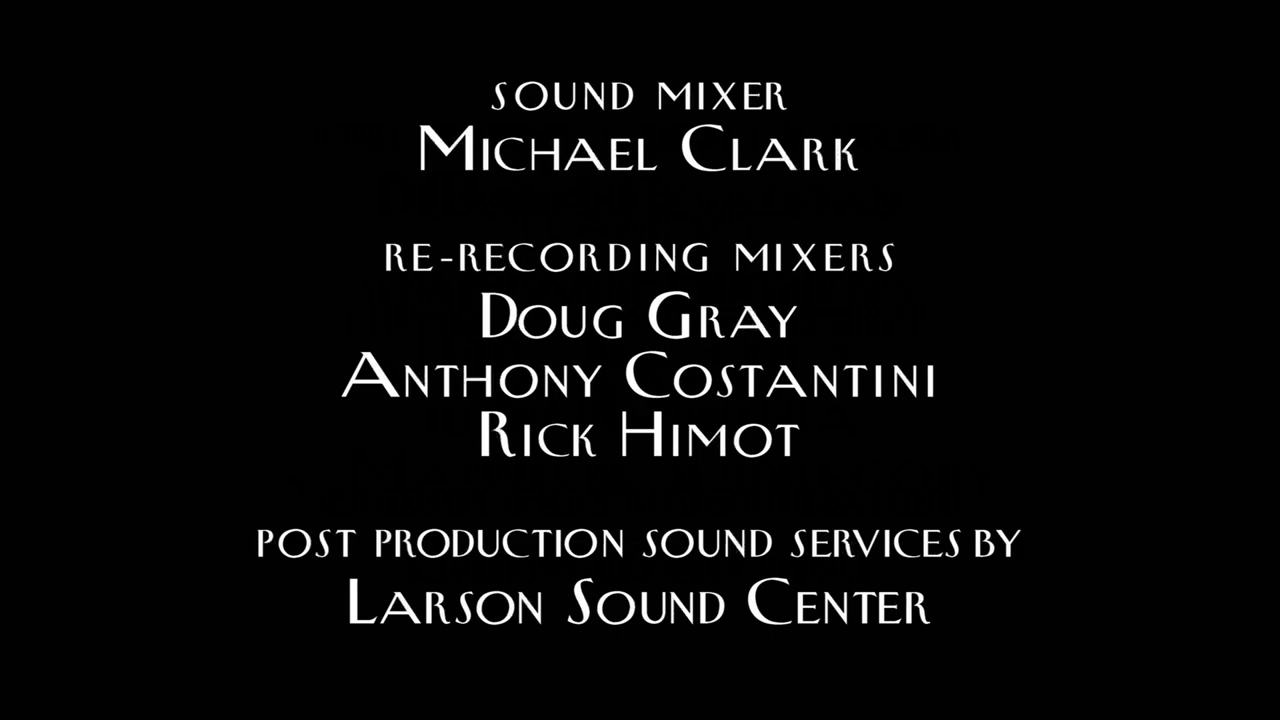 SOUND MIXER
MICHAEL CLARK
RE-RECORDING MIXERS
DOUG GRAY
ANTHONY COSTANTINI
RICK HIMOT
POST PRODUCTION SOUND SERVICES BY
LARSON SOUND CENTER